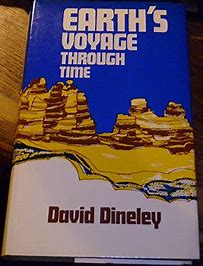 EARTH'S
VOYAGE
THROUGH
TIME
David Dineley